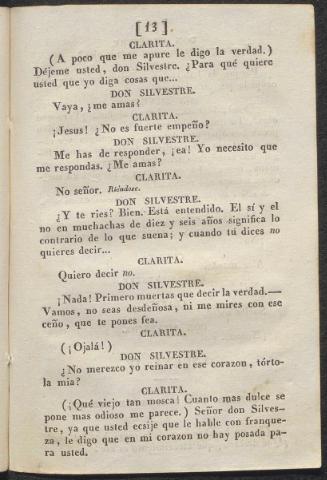 [13]
CLARITA.
(A poco que me apure le digo la verdad.)
Déjeme usted, don Silvestre. ¿Para qué quiere
usted que yo diga cosas que...
DON SILVESTRE.
Vaya, ¿me amas?
CLARITA.
¡Jesus! ¿No es fuerte empeño?
DON SILVESTRE.
Me has de responder, ¡ea! Yo necesito que
me respondas. ¿Me amas?
CLARITA.
No señor. Riéndose.
DON SILVESTRE.
¿Y te ries? Bien. Está entendido. El sí y el
no en muchachas de diez y seis años significa lo
contrario de lo que suena; y cuando tú dices no
quieres decir...
CLARITA.
Quiero decir no.
DON SILVESTRE.
¡Nada! Primero muertas que decir la verdad.—
Vamos, no seas desdeñosa, ni me mires con ese
ceño, que te pones fea.
CLARITA.
(¡Ojalá!)
DON SILVESTRE.
¿No merezco yo reinar en ese corazon, tórto-
la mia?
CLARITA.
(¡Qué viejo tan mosca! Cuanto mas dulce se
pone mas odioso me parece.) Señor don Silves-
tre, ya que usted ecsije que le hable con franque-
za, le digo que en mi corazon no hay posada pa-
ra usted.